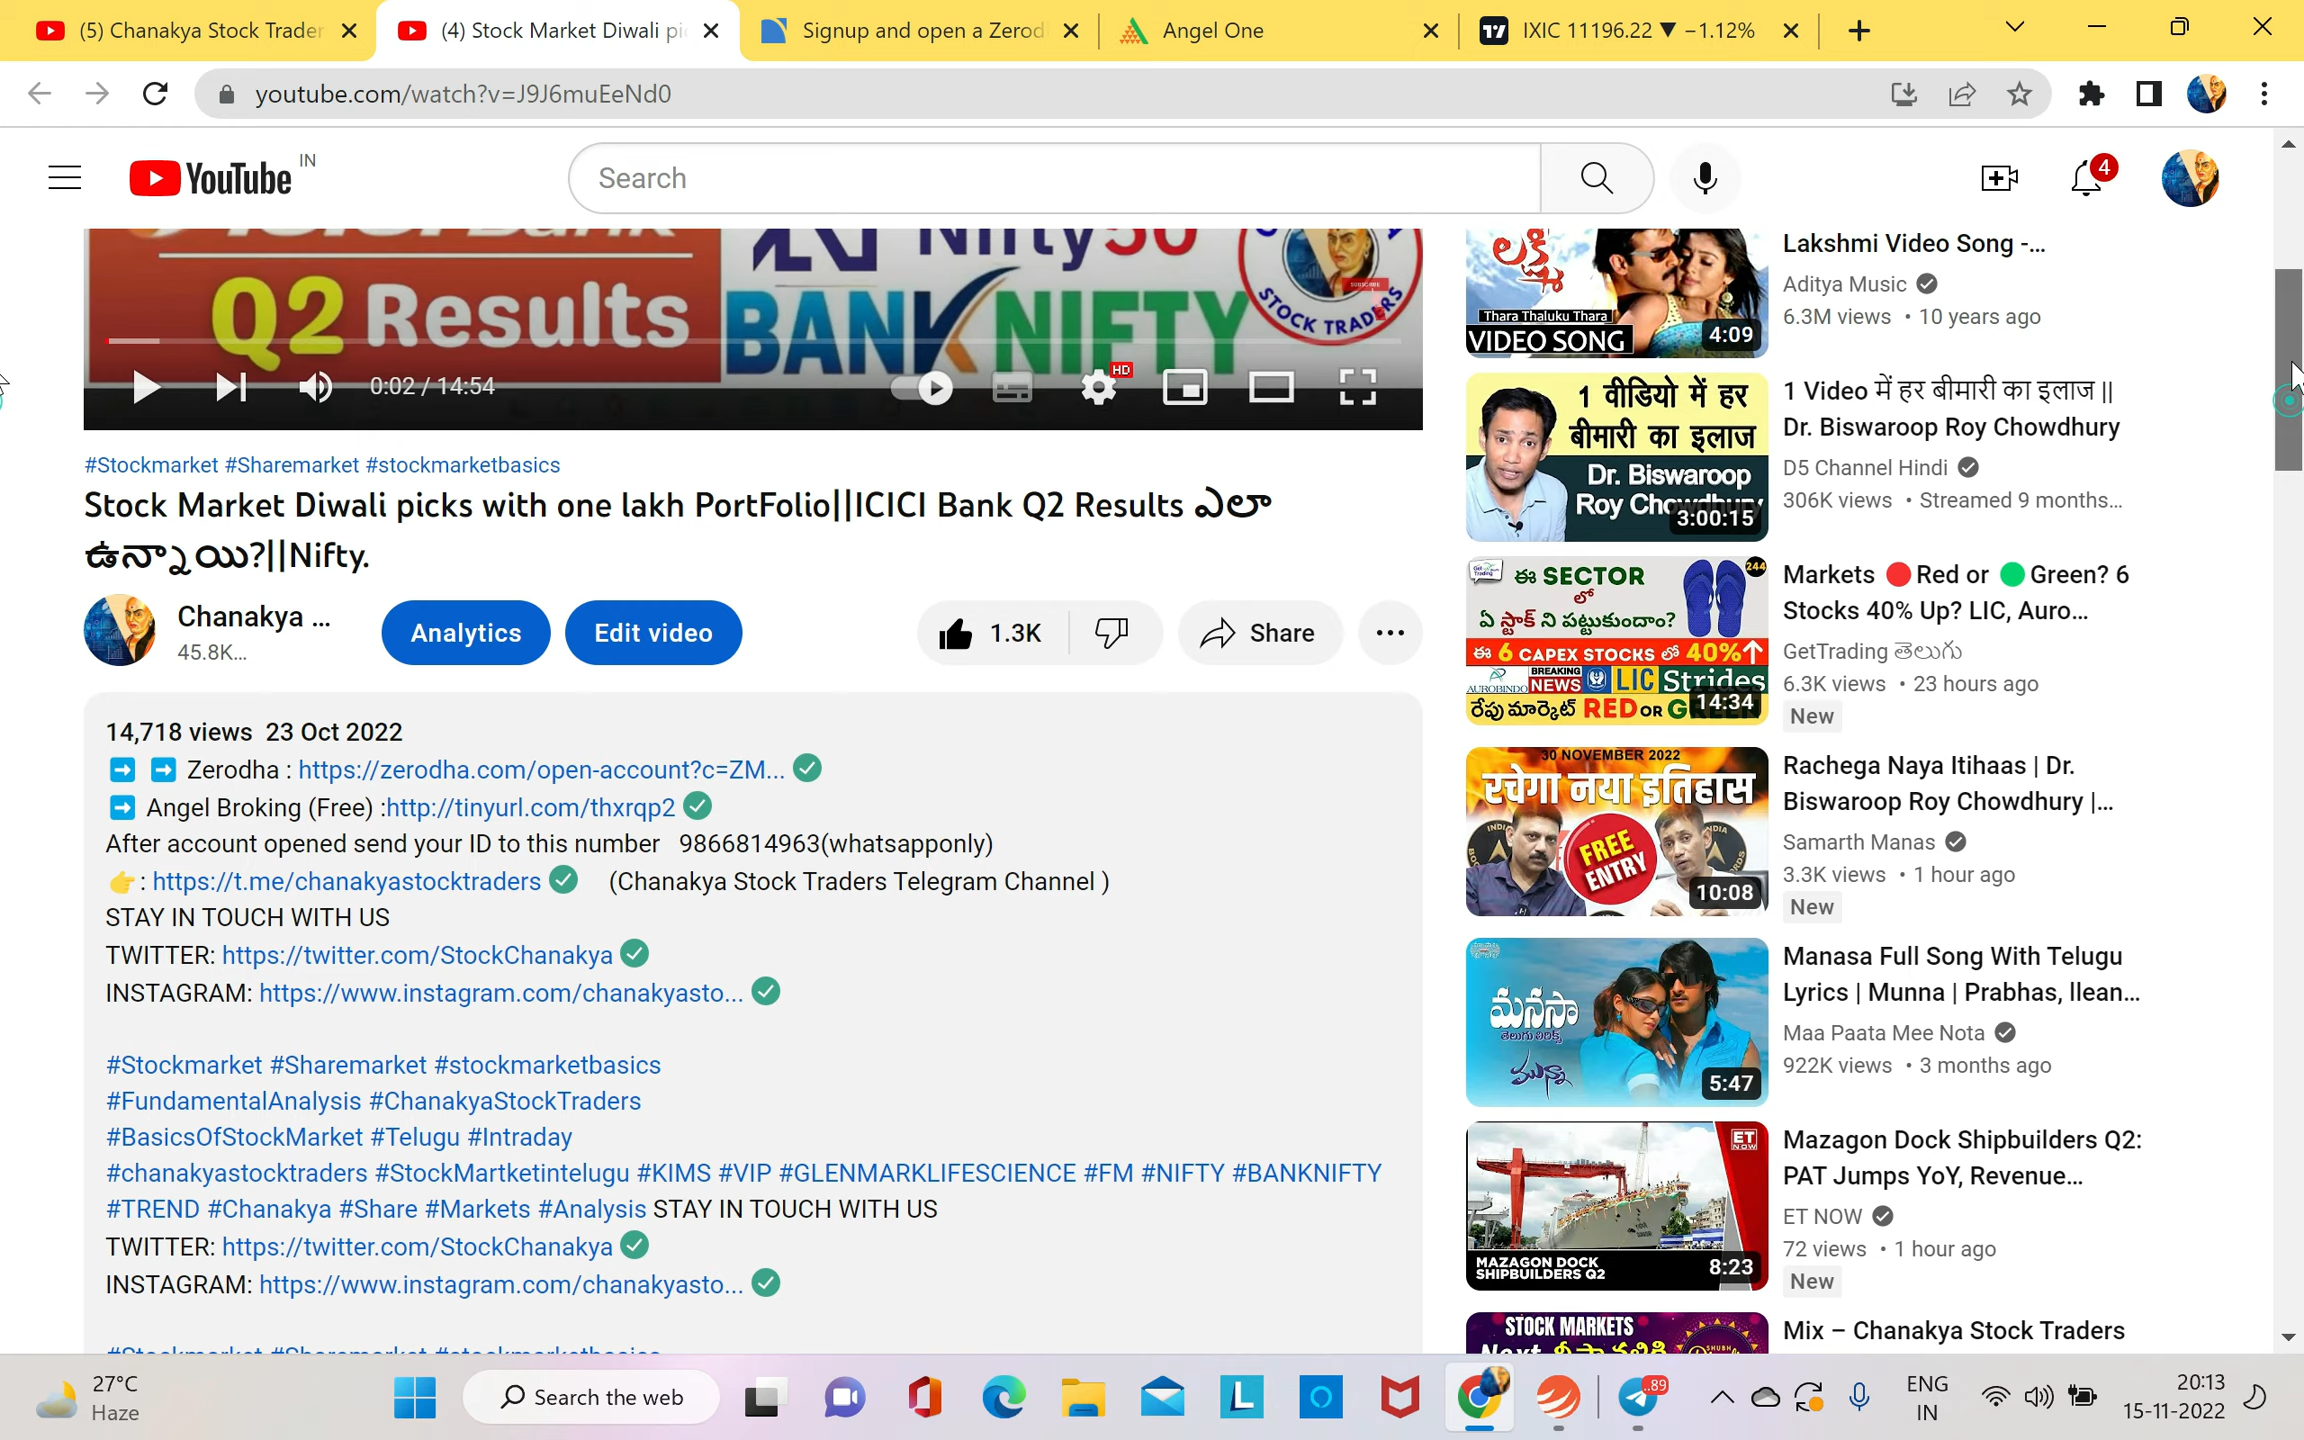 (5) Chanakya Stock Trader
(4) Stock Market Diwali pi
Signup and open a Zerod
Angel One
IXIC 11196.22 ▼ −1.12%
youtube.com/watch?v=J9J6muEeNd0
YouTube IN
Search
4
Q2 Results
Nifty50
BANK NIFTY
STOCK TRADERS
SUBSCRIBE
0:02 / 14:54
HD
#Stockmarket #Sharemarket #stockmarketbasics
Stock Market Diwali picks with one lakh PortFolio||ICICI Bank Q2 Results ఎలా
ఉన్నాయి?||Nifty.
Chanakya ...
45.8K...
Analytics
Edit video
1.3K
Share
14,718 views 23 Oct 2022
➡ ➡ Zerodha : https://zerodha.com/open-account?c=ZM...
➡ Angel Broking (Free) :http://tinyurl.com/thxrqp2
After account opened send your ID to this number 9866814963(whatsapponly)
👉: https://t.me/chanakyastocktraders (Chanakya Stock Traders Telegram Channel )
STAY IN TOUCH WITH US
TWITTER: https://twitter.com/StockChanakya
INSTAGRAM: https://www.instagram.com/chanakyasto...
#Stockmarket #Sharemarket #stockmarketbasics
#FundamentalAnalysis #ChanakyaStockTraders
#BasicsOfStockMarket #Telugu #Intraday
#chanakyastocktraders #StockMartketintelugu #KIMS #VIP #GLENMARKLIFESCIENCE #FM #NIFTY #BANKNIFTY
#TREND #Chanakya #Share #Markets #Analysis STAY IN TOUCH WITH US
TWITTER: https://twitter.com/StockChanakya
INSTAGRAM: https://www.instagram.com/chanakyasto...
#Stockmarket #Sharemarket #stockmarketbasics
లక్ష్మి
Thara Thaluku Thara
VIDEO SONG
4:09
Lakshmi Video Song -...
Aditya Music
6.3M views • 10 years ago
1 वीडियो में हर
बीमारी का इलाज
Dr. Biswaroop
Roy Chowdhury
3:00:15
1 Video में हर बीमारी का इलाज ||
Dr. Biswaroop Roy Chowdhury
D5 Channel Hindi
306K views • Streamed 9 months...
244
ఈ SECTOR
లో
ఏ స్టాక్ ని పట్టుకుందాం?
ఈ 6 CAPEX STOCKS లో 40%↑
AUROBINDO BREAKING NEWS LIC Strides
రేపు మార్కెట్ RED OR GREEN
14:34
Markets 🔴Red or 🟢Green? 6
Stocks 40% Up? LIC, Auro...
GetTrading తెలుగు
6.3K views • 23 hours ago
New
30 NOVEMBER 2022
रचेगा नया इतिहास
FREE
ENTRY
10:08
Rachega Naya Itihaas | Dr.
Biswaroop Roy Chowdhury |...
Samarth Manas
3.3K views • 1 hour ago
New
మనసా
తెలుగు లిరిక్స్
మున్నా
5:47
Manasa Full Song With Telugu
Lyrics | Munna | Prabhas, Ilean...
Maa Paata Mee Nota
922K views • 3 months ago
ET NOW
MAZAGON DOCK
SHIPBUILDERS Q2
8:23
Mazagon Dock Shipbuilders Q2:
PAT Jumps YoY, Revenue...
ET NOW
72 views • 1 hour ago
New
STOCK MARKETS
Mix – Chanakya Stock Traders
27°C
Haze
Search the web
..89
ENG
IN
20:13
15-11-2022